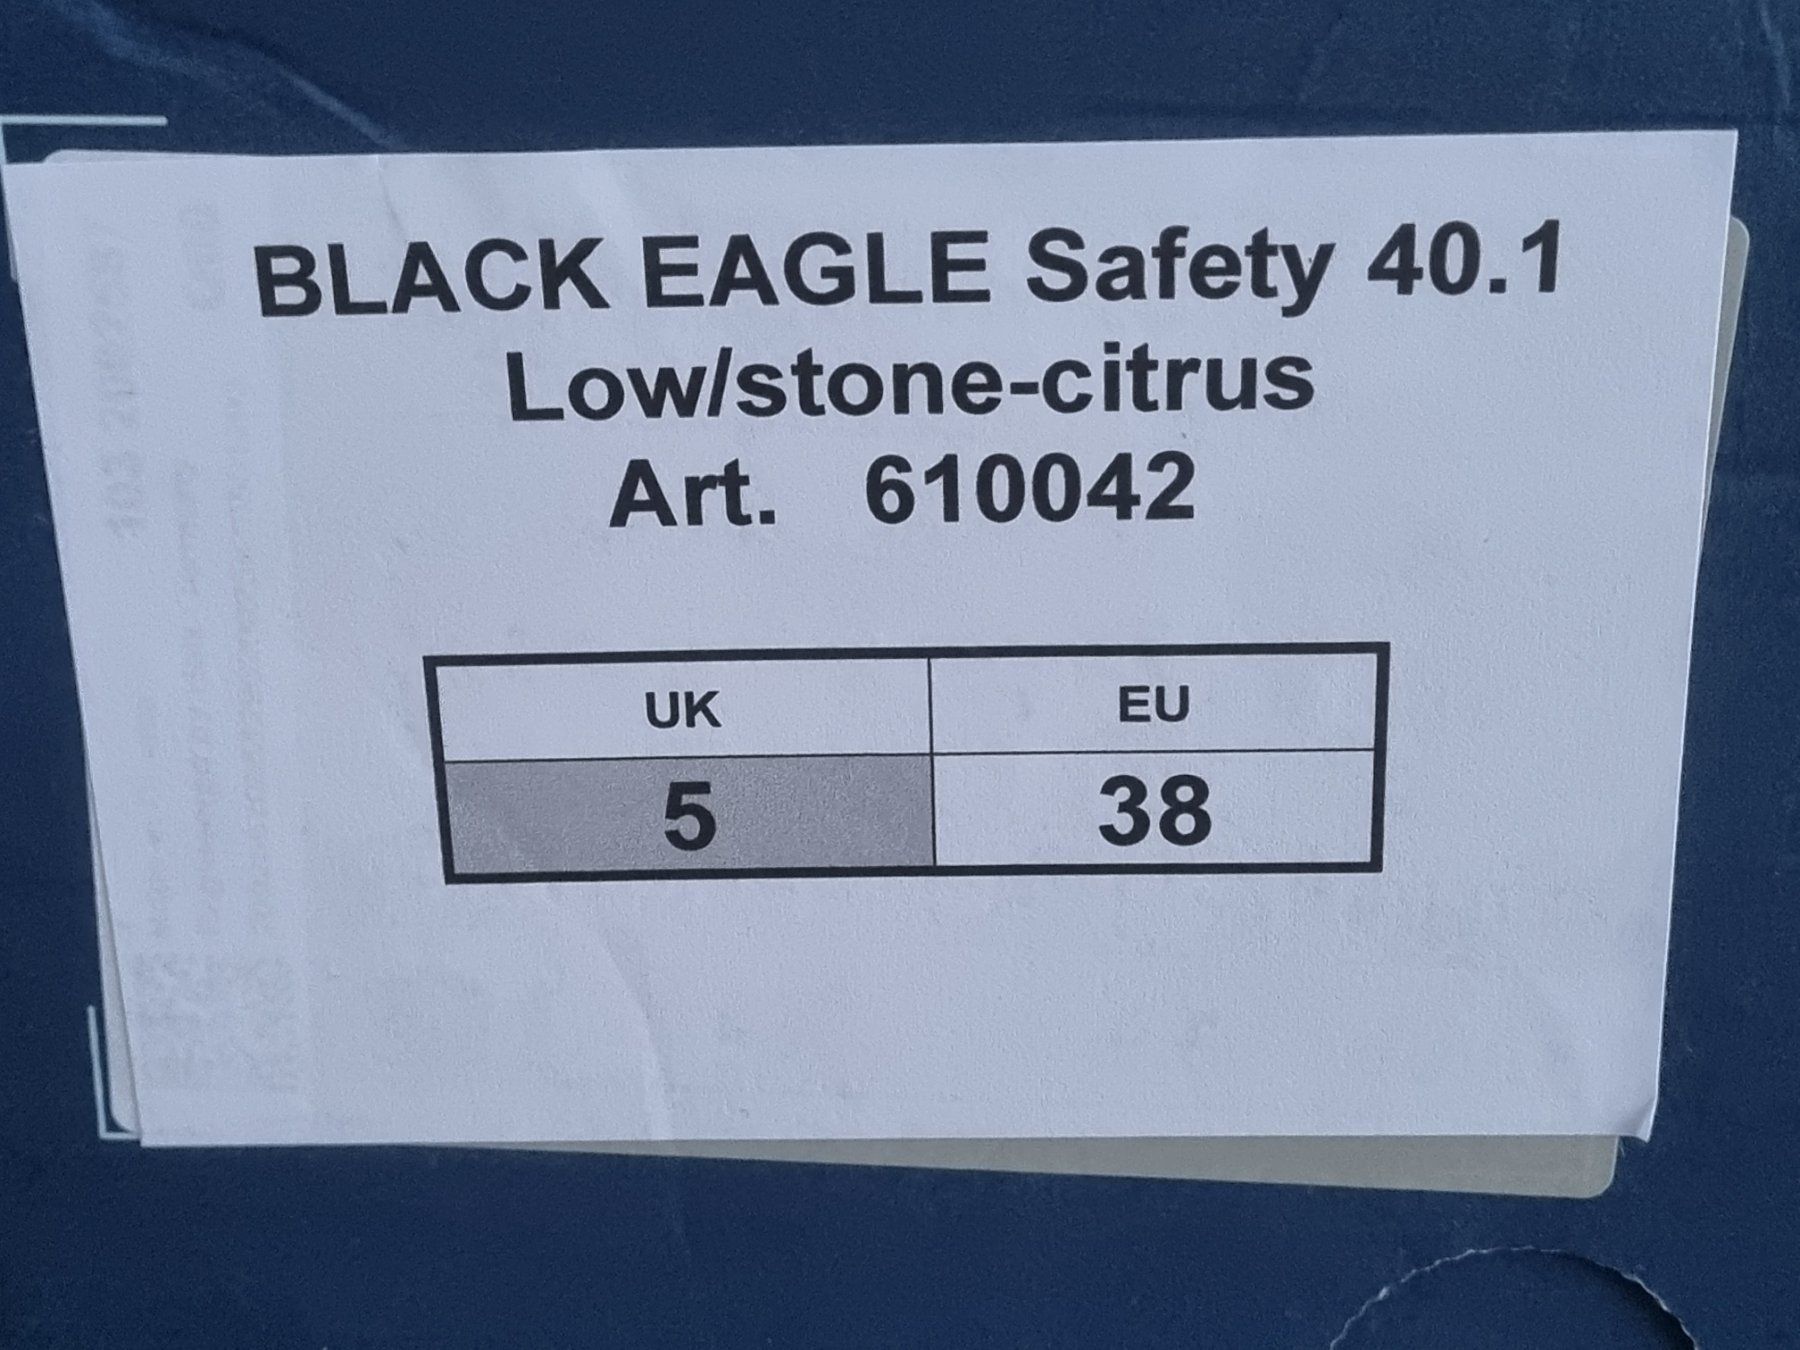 BLACK EAGLE Safety 40.1
Low/stone-citrus
Art. 610042
UK EU
5 38